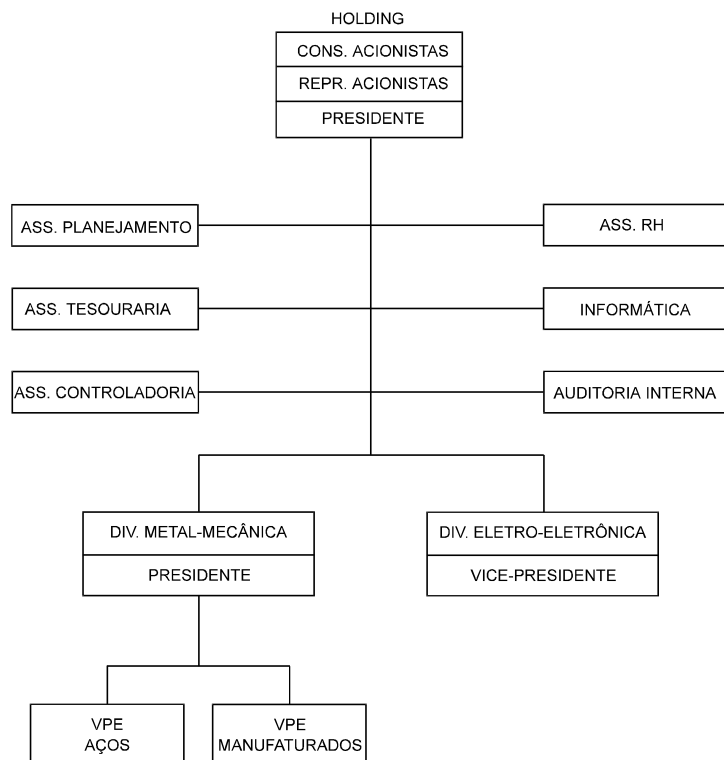 HOLDING
CONS. ACIONISTAS
REPR. ACIONISTAS
PRESIDENTE
ASS. PLANEJAMENTO
ASS. RH
ASS. TESOURARIA
INFORMÁTICA
ASS. CONTROLADORIA
AUDITORIA INTERNA
DIV. METAL-MECÂNICA
PRESIDENTE
DIV. ELETRO-ELETRÔNICA
VICE-PRESIDENTE
VPE
AÇOS
VPE
MANUFATURADOS